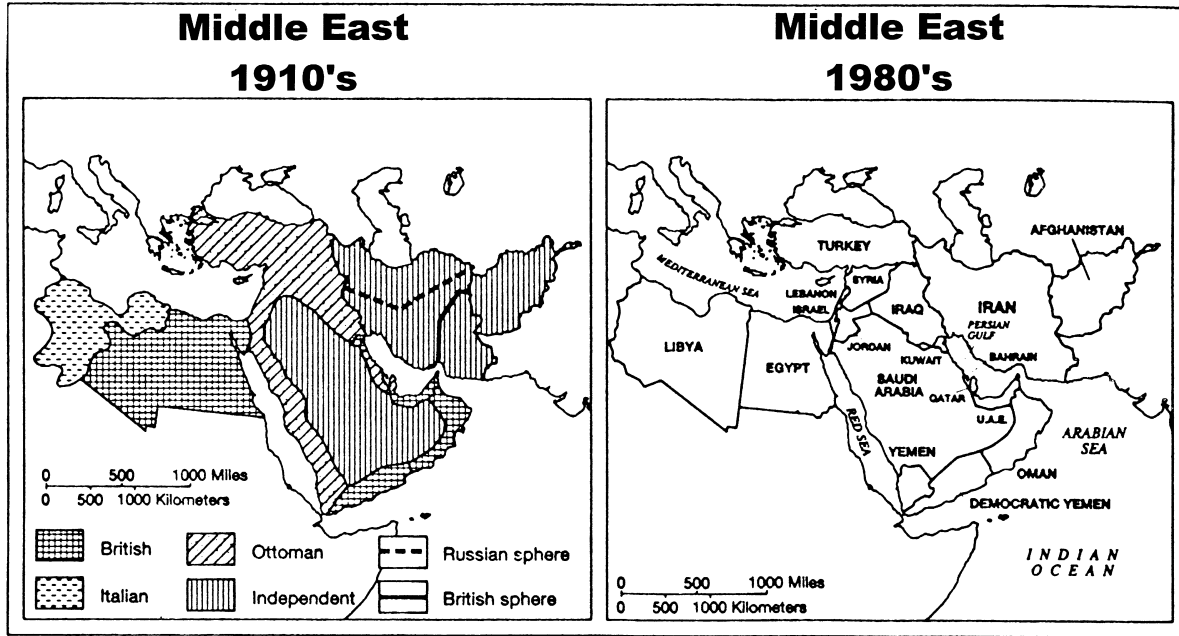 Middle East
1910's
0 500 1000 Miles
0 500 1000 Kilometers
British
Ottoman
Russian sphere
Italian
Independent
British sphere
Middle East
1980's
AFGHANISTAN
TURKEY
MEDITERRANEAN SEA
SYRIA
LEBANON
ISRAEL
IRAQ
IRAN
PERSIAN
GULF
LIBYA
JORDAN
KUWAIT
BAHRAIN
EGYPT
SAUDI
ARABIA
QATAR
U.A.E.
RED SEA
ARABIAN
SEA
YEMEN
OMAN
DEMOCRATIC YEMEN
INDIAN
OCEAN
0 500 1000 Miles
0 500 1000 Kilometers